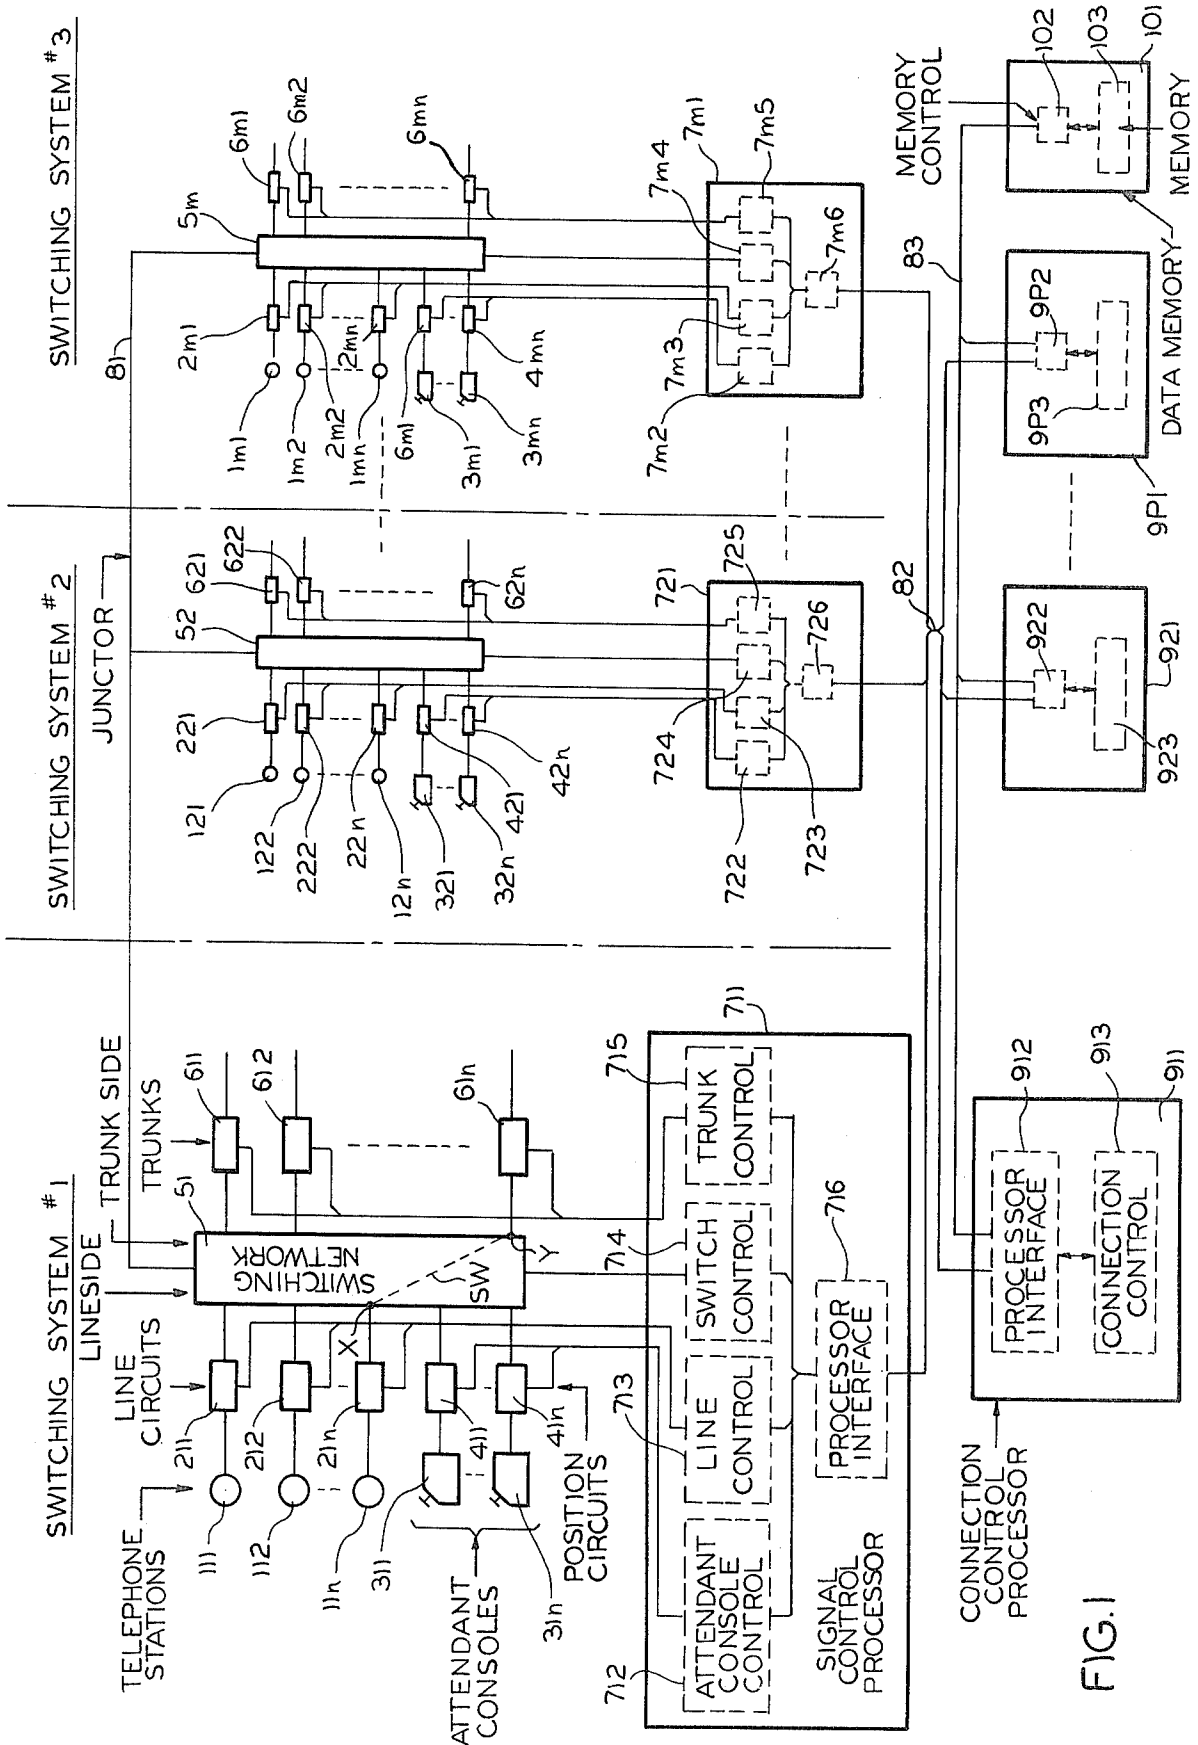 SWITCHING SYSTEM #1
SWITCHING SYSTEM #2
SWITCHING SYSTEM #3
TELEPHONE
STATIONS
LINE
CIRCUITS
LINESIDE
TRUNK SIDE
TRUNKS
JUNCTOR
81
111
211
51
611
112
212
612
11n
21n
X
SWITCHING
NETWORK
SW
Y
61n
311
411
31n
41n
ATTENDANT
CONSOLES
POSITION
CIRCUITS
121
221
52
621
122
222
622
22n
12n
321
421
32n
42n
62n
1m1
2m1
5m
6m1
1m2
2m2
6m2
1mn
2mn
6m1
3m1
3mn
4mn
6mn
712
713
714
715
711
ATTENDANT
CONSOLE
CONTROL
LINE
CONTROL
SWITCH
CONTROL
TRUNK
CONTROL
SIGNAL
CONTROL
PROCESSOR
PROCESSOR
INTERFACE
716
722
723
724
725
721
726
7m2
7m3
7m4
7m5
7m1
7m6
82
83
CONNECTION
CONTROL
PROCESSOR
PROCESSOR
INTERFACE
912
CONNECTION
CONTROL
913
911
922
923
921
9P2
9P3
9P1
MEMORY
CONTROL
102
103
101
DATA MEMORY
MEMORY
FIG.1